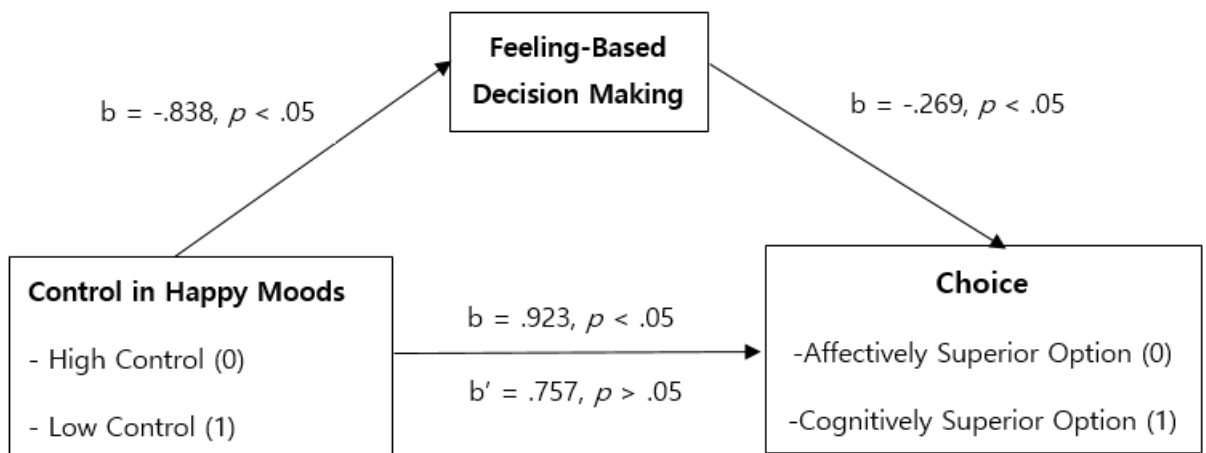 Feeling-Based
Decision Making
b = -.838, p < .05
b = -.269, p < .05
Control in Happy Moods
- High Control (0)
- Low Control (1)
b = .923, p < .05
b' = .757, p > .05
Choice
-Affectively Superior Option (0)
-Cognitively Superior Option (1)